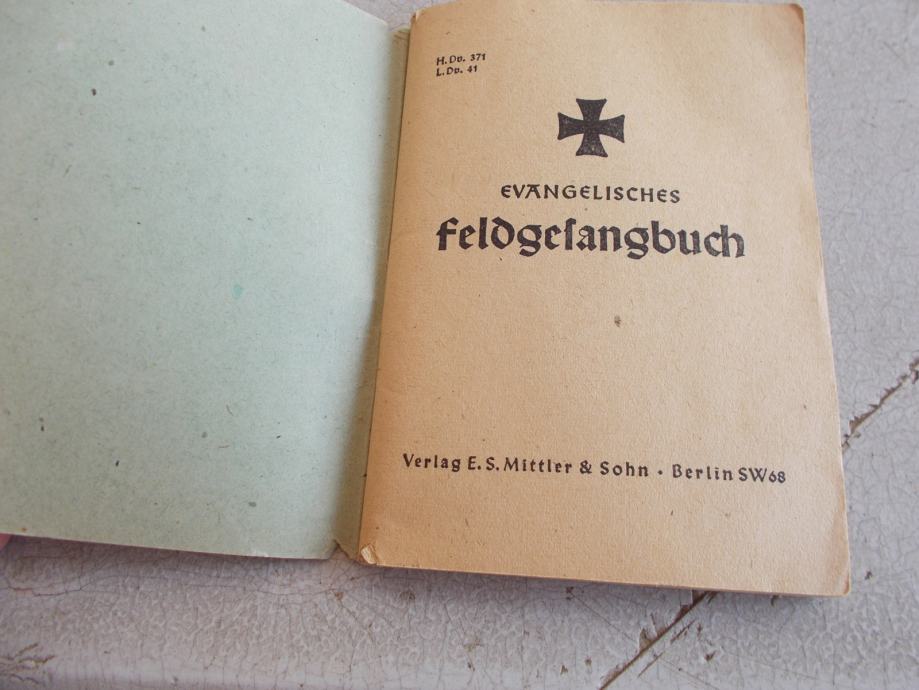 H.Dv. 371
L.Dv. 41
EVANGELISCHES
Feldgeſangbuch
Verlag E.S. Mittler & Sohn · Berlin SW68